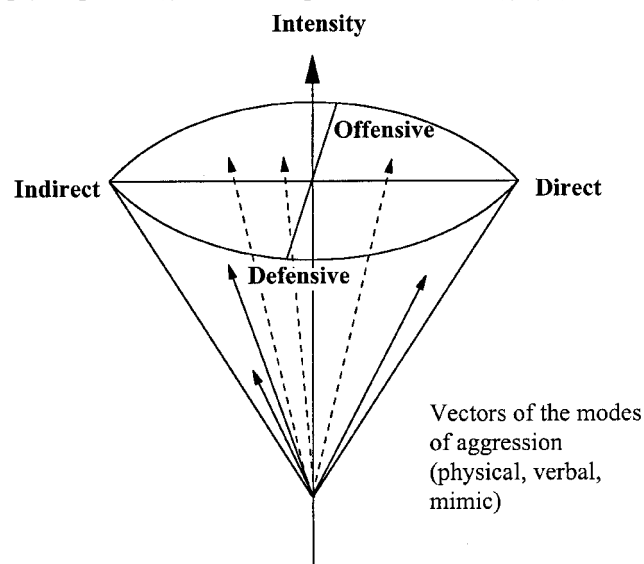 Intensity
Offensive
Indirect
Direct
Defensive
Vectors of the modes
of aggression
(physical, verbal,
mimic)